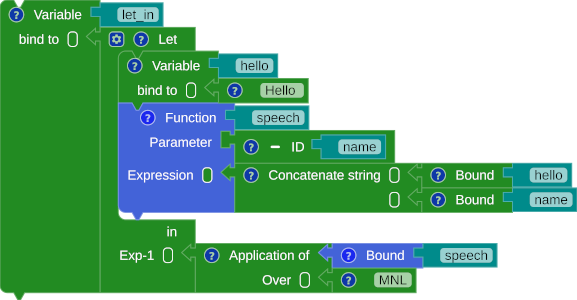 ? Variable let_in
bind to ? Let
? Variable hello
bind to ? Hello
? Function speech
Parameter ? − ID name
Expression ? Concatenate string ? Bound hello
? Bound name
in
Exp-1 ? Application of ? Bound speech
Over ? MNL